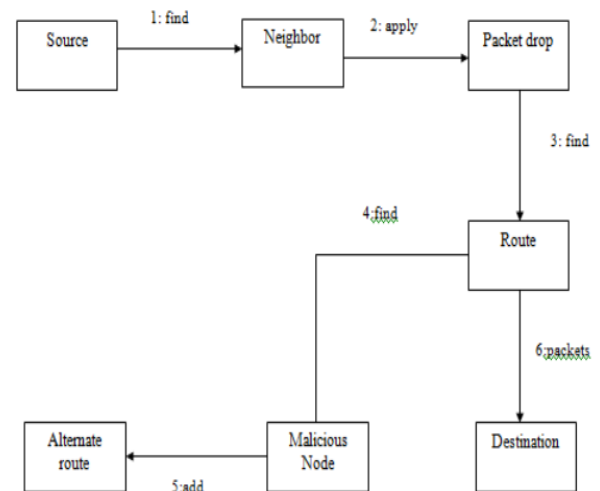 1: find
Source
Neighbor
2: apply
Packet drop
3: find
4:find
Route
6:packets
Alternate
route
Malicious
Node
Destination
5:add